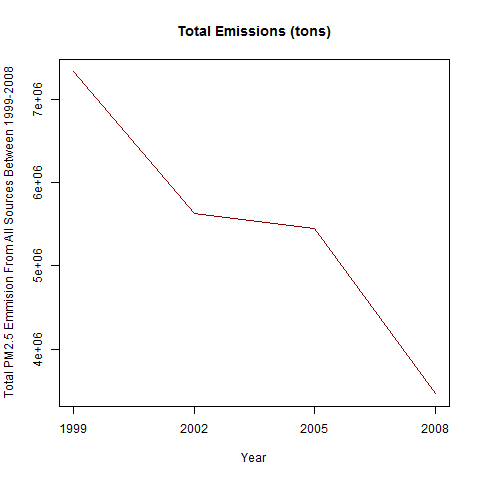 Total Emissions (tons)
Total PM2.5 Emmision From All Sources Between 1999-2008
7e+06
6e+06
5e+06
4e+06
1999
2002
2005
2008
Year